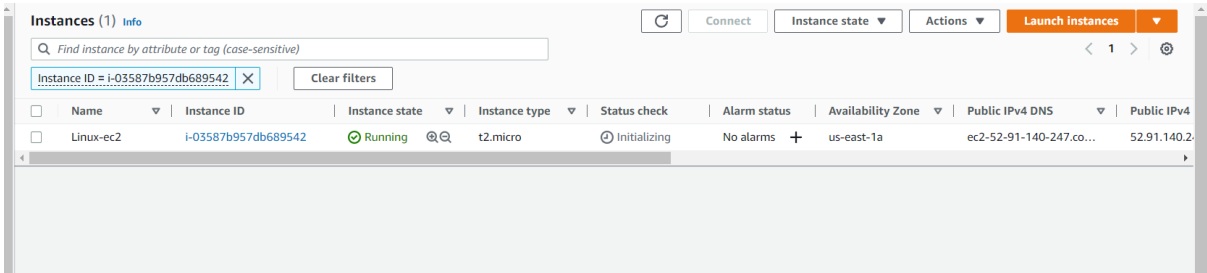 Instances (1) Info
Connect Instance state Actions Launch instances
Find instance by attribute or tag (case-sensitive)
1
Instance ID = i-03587b957db689542 Clear filters
Name Instance ID Instance state Instance type Status check Alarm status Availability Zone Public IPv4 DNS Public IPv4
Linux-ec2 i-03587b957db689542 Running t2.micro Initializing No alarms us-east-1a ec2-52-91-140-247.co... 52.91.140.2